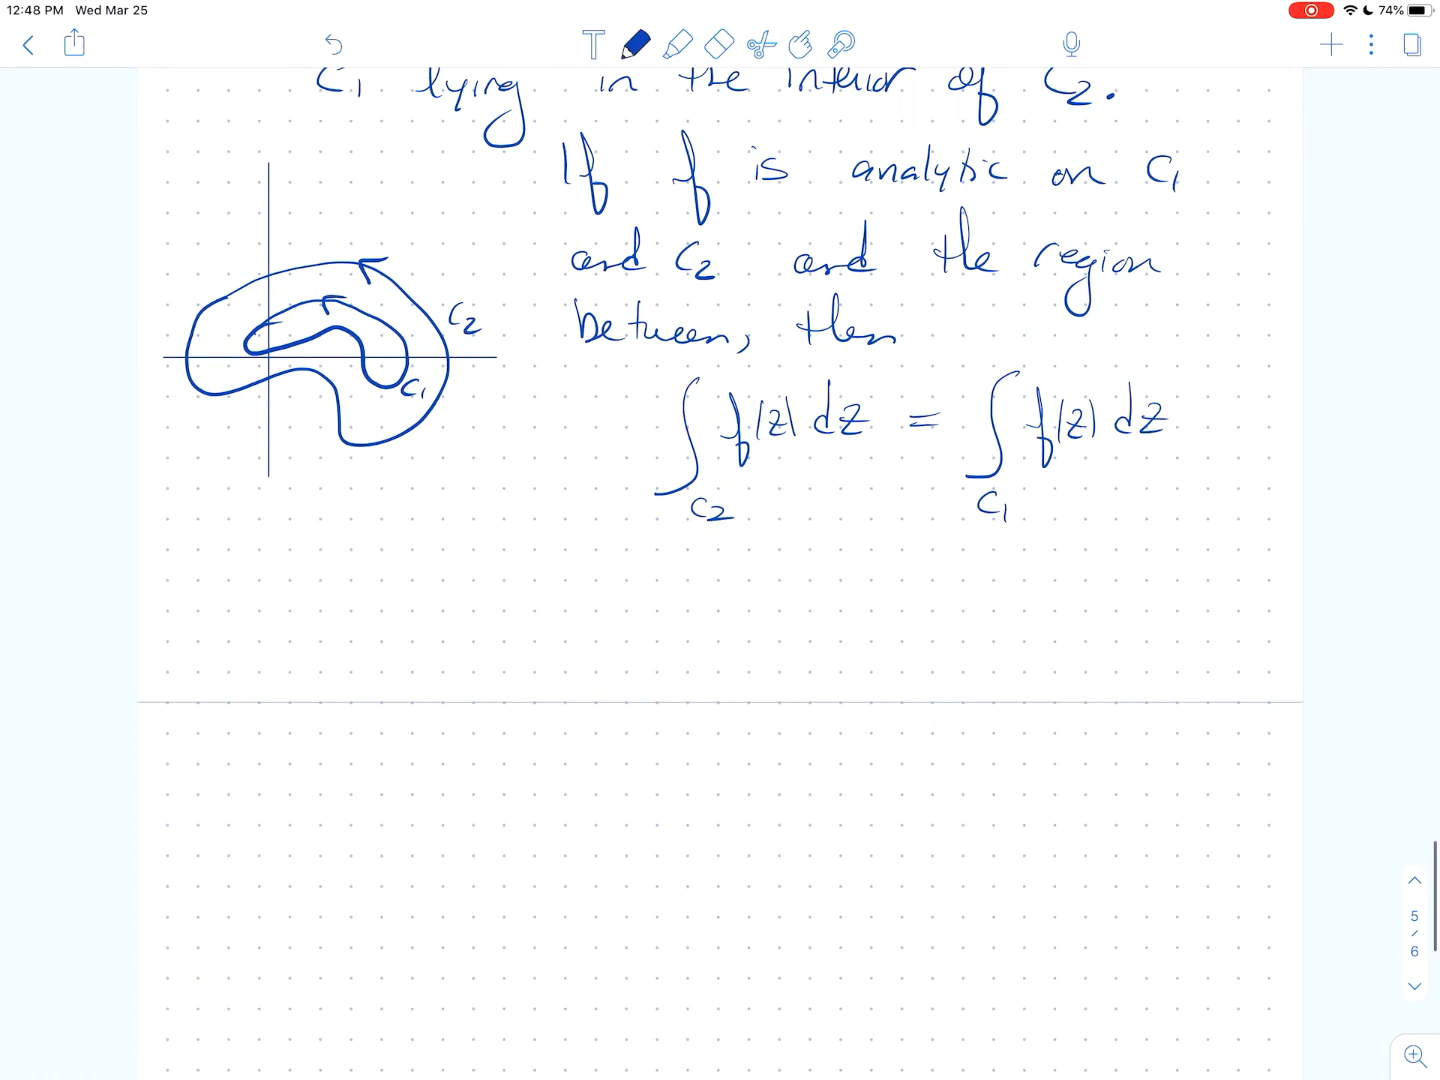 12:48 PM Wed Mar 25
74%
T
C₁ lying in the interior of C₂.
If f is analytic on C₁
and C₂ and the region
between, then
C₂
C₁
∫_{C₂} f(z) dz = ∫_{C₁} f(z) dz
5
/
6